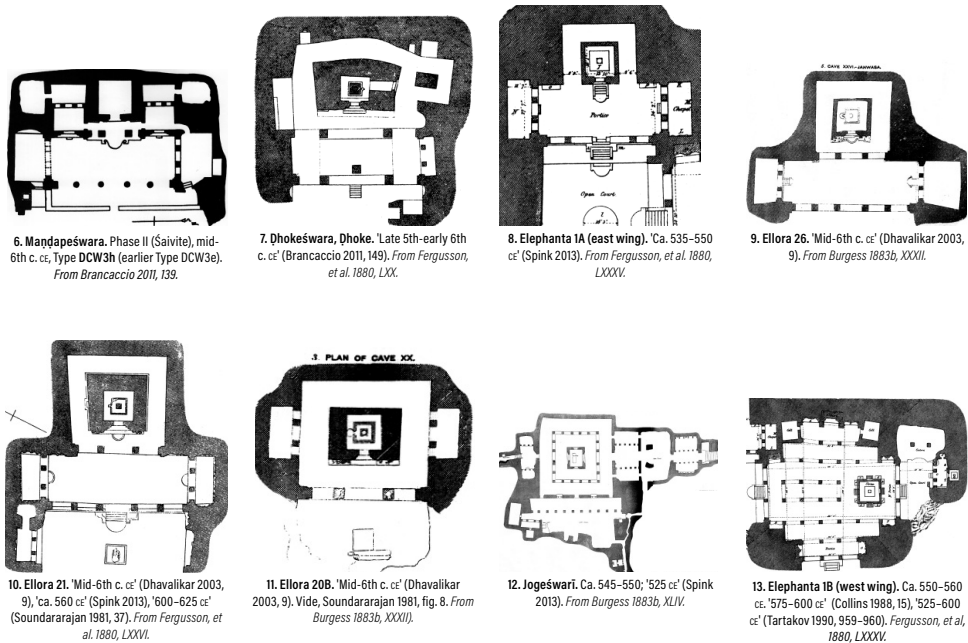 5. CAVE XXVI—JANWASA.
Portico
Chapel
Open Court
6. Maṇḍapeśwara. Phase II (Śaivite), mid-
6th c. CE, Type DCW3h (earlier Type DCW3e).
From Brancaccio 2011, 139.
7. Ḍhokeśwara, Ḍhoke. 'Late 5th-early 6th
c. CE' (Brancaccio 2011, 149). From Fergusson,
et al. 1880, LXX.
8. Elephanta 1A (east wing). 'Ca. 535–550
CE' (Spink 2013). From Fergusson, et al. 1880,
LXXXV.
9. Ellora 26. 'Mid-6th c. CE' (Dhavalikar 2003,
9). From Burgess 1883b, XXXII.
3. PLAN OF CAVE XX.
10. Ellora 21. 'Mid-6th c. CE' (Dhavalikar 2003,
9), 'ca. 560 CE' (Spink 2013), '600–625 CE'
(Soundararajan 1981, 37). From Fergusson, et
al. 1880, LXXVI.
11. Ellora 20B. 'Mid-6th c. CE' (Dhavalikar
2003, 9). Vide, Soundararajan 1981, fig. 8. From
Burgess 1883b, XXXII).
12. Jogeśwarī. Ca. 545–550; '525 CE' (Spink
2013). From Burgess 1883b, XLIV.
13. Elephanta 1B (west wing). Ca. 550–560
CE. '575–600 CE' (Collins 1988, 15), '525–600
CE' (Tartakov 1990, 959–960). Fergusson, et al,
1880, LXXXV.